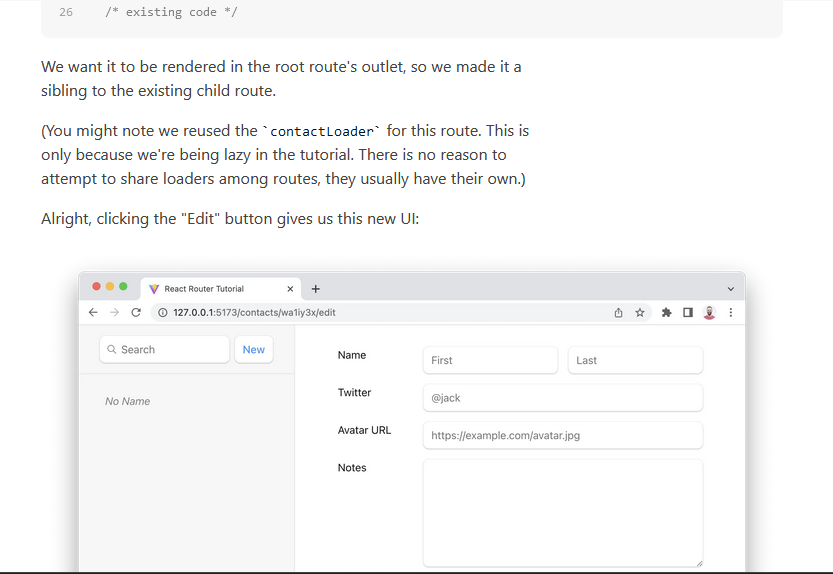 26 /* existing code */
We want it to be rendered in the root route's outlet, so we made it a
sibling to the existing child route.
(You might note we reused the `contactLoader` for this route. This is
only because we're being lazy in the tutorial. There is no reason to
attempt to share loaders among routes, they usually have their own.)
Alright, clicking the "Edit" button gives us this new UI:
React Router Tutorial
127.0.0.1:5173/contacts/wa1iy3x/edit
Search New
Name First Last
No Name
Twitter @jack
Avatar URL https://example.com/avatar.jpg
Notes